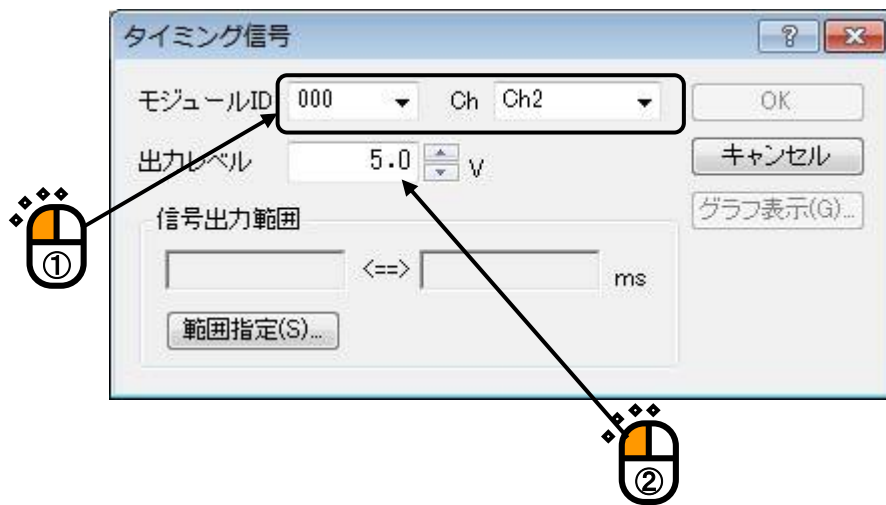 タイミング信号
モジュールID 000 Ch Ch2 OK
出力レベル 5.0 V キャンセル
信号出力範囲 グラフ表示(G)...
<==> ms
範囲指定(S)...
①
②